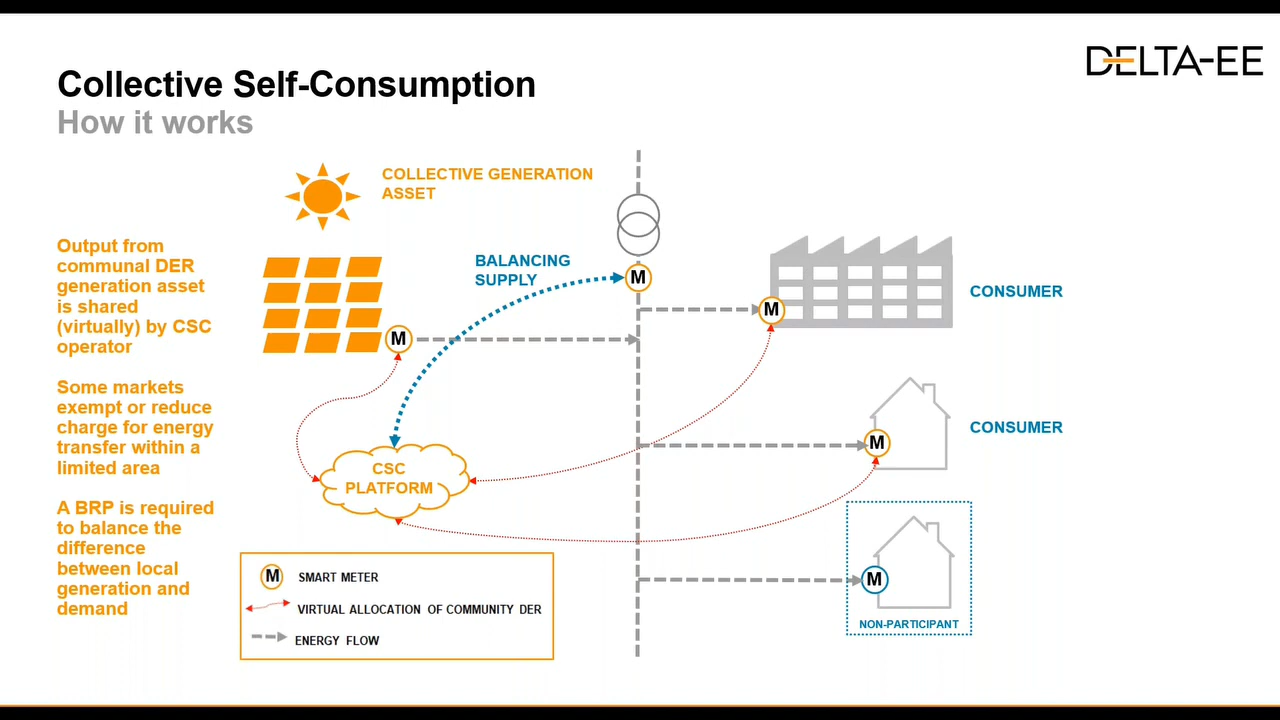 DELTA-EE
Collective Self-Consumption
How it works
COLLECTIVE GENERATION
ASSET
Output from
communal DER
generation asset
is shared
(virtually) by CSC
operator
Some markets
exempt or reduce
charge for energy
transfer within a
limited area
A BRP is required
to balance the
difference
between local
generation and
demand
BALANCING
SUPPLY
M
M
M
CONSUMER
M
CONSUMER
CSC
PLATFORM
M
NON-PARTICIPANT
M SMART METER
VIRTUAL ALLOCATION OF COMMUNITY DER
ENERGY FLOW